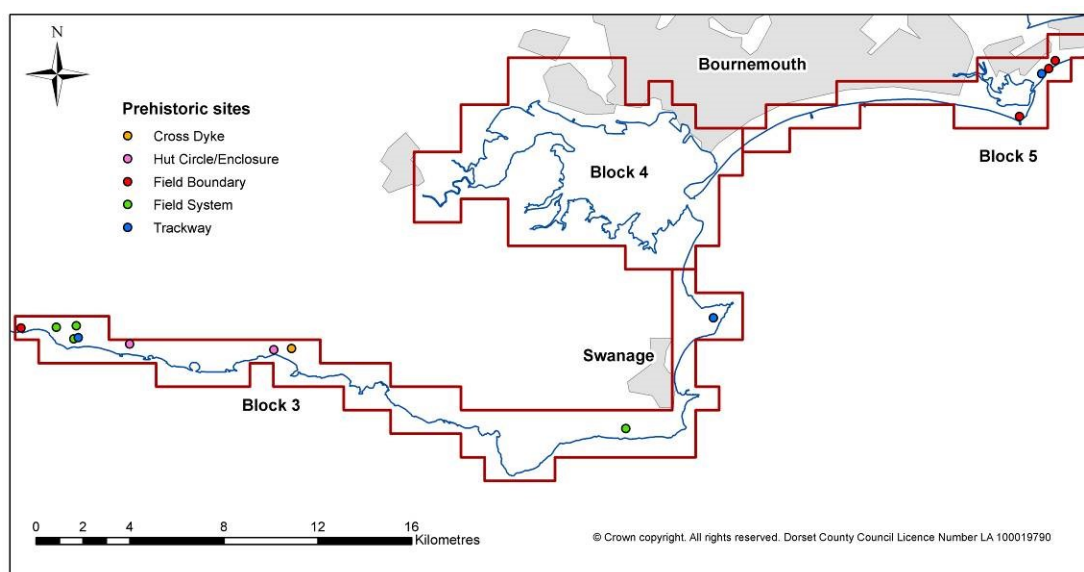 N
Prehistoric sites
Cross Dyke
Hut Circle/Enclosure
Field Boundary
Field System
Trackway
Bournemouth
Block 4
Block 5
Swanage
Block 3
0 2 4 8 12 16
Kilometres
© Crown copyright. All rights reserved. Dorset County Council Licence Number LA 100019790